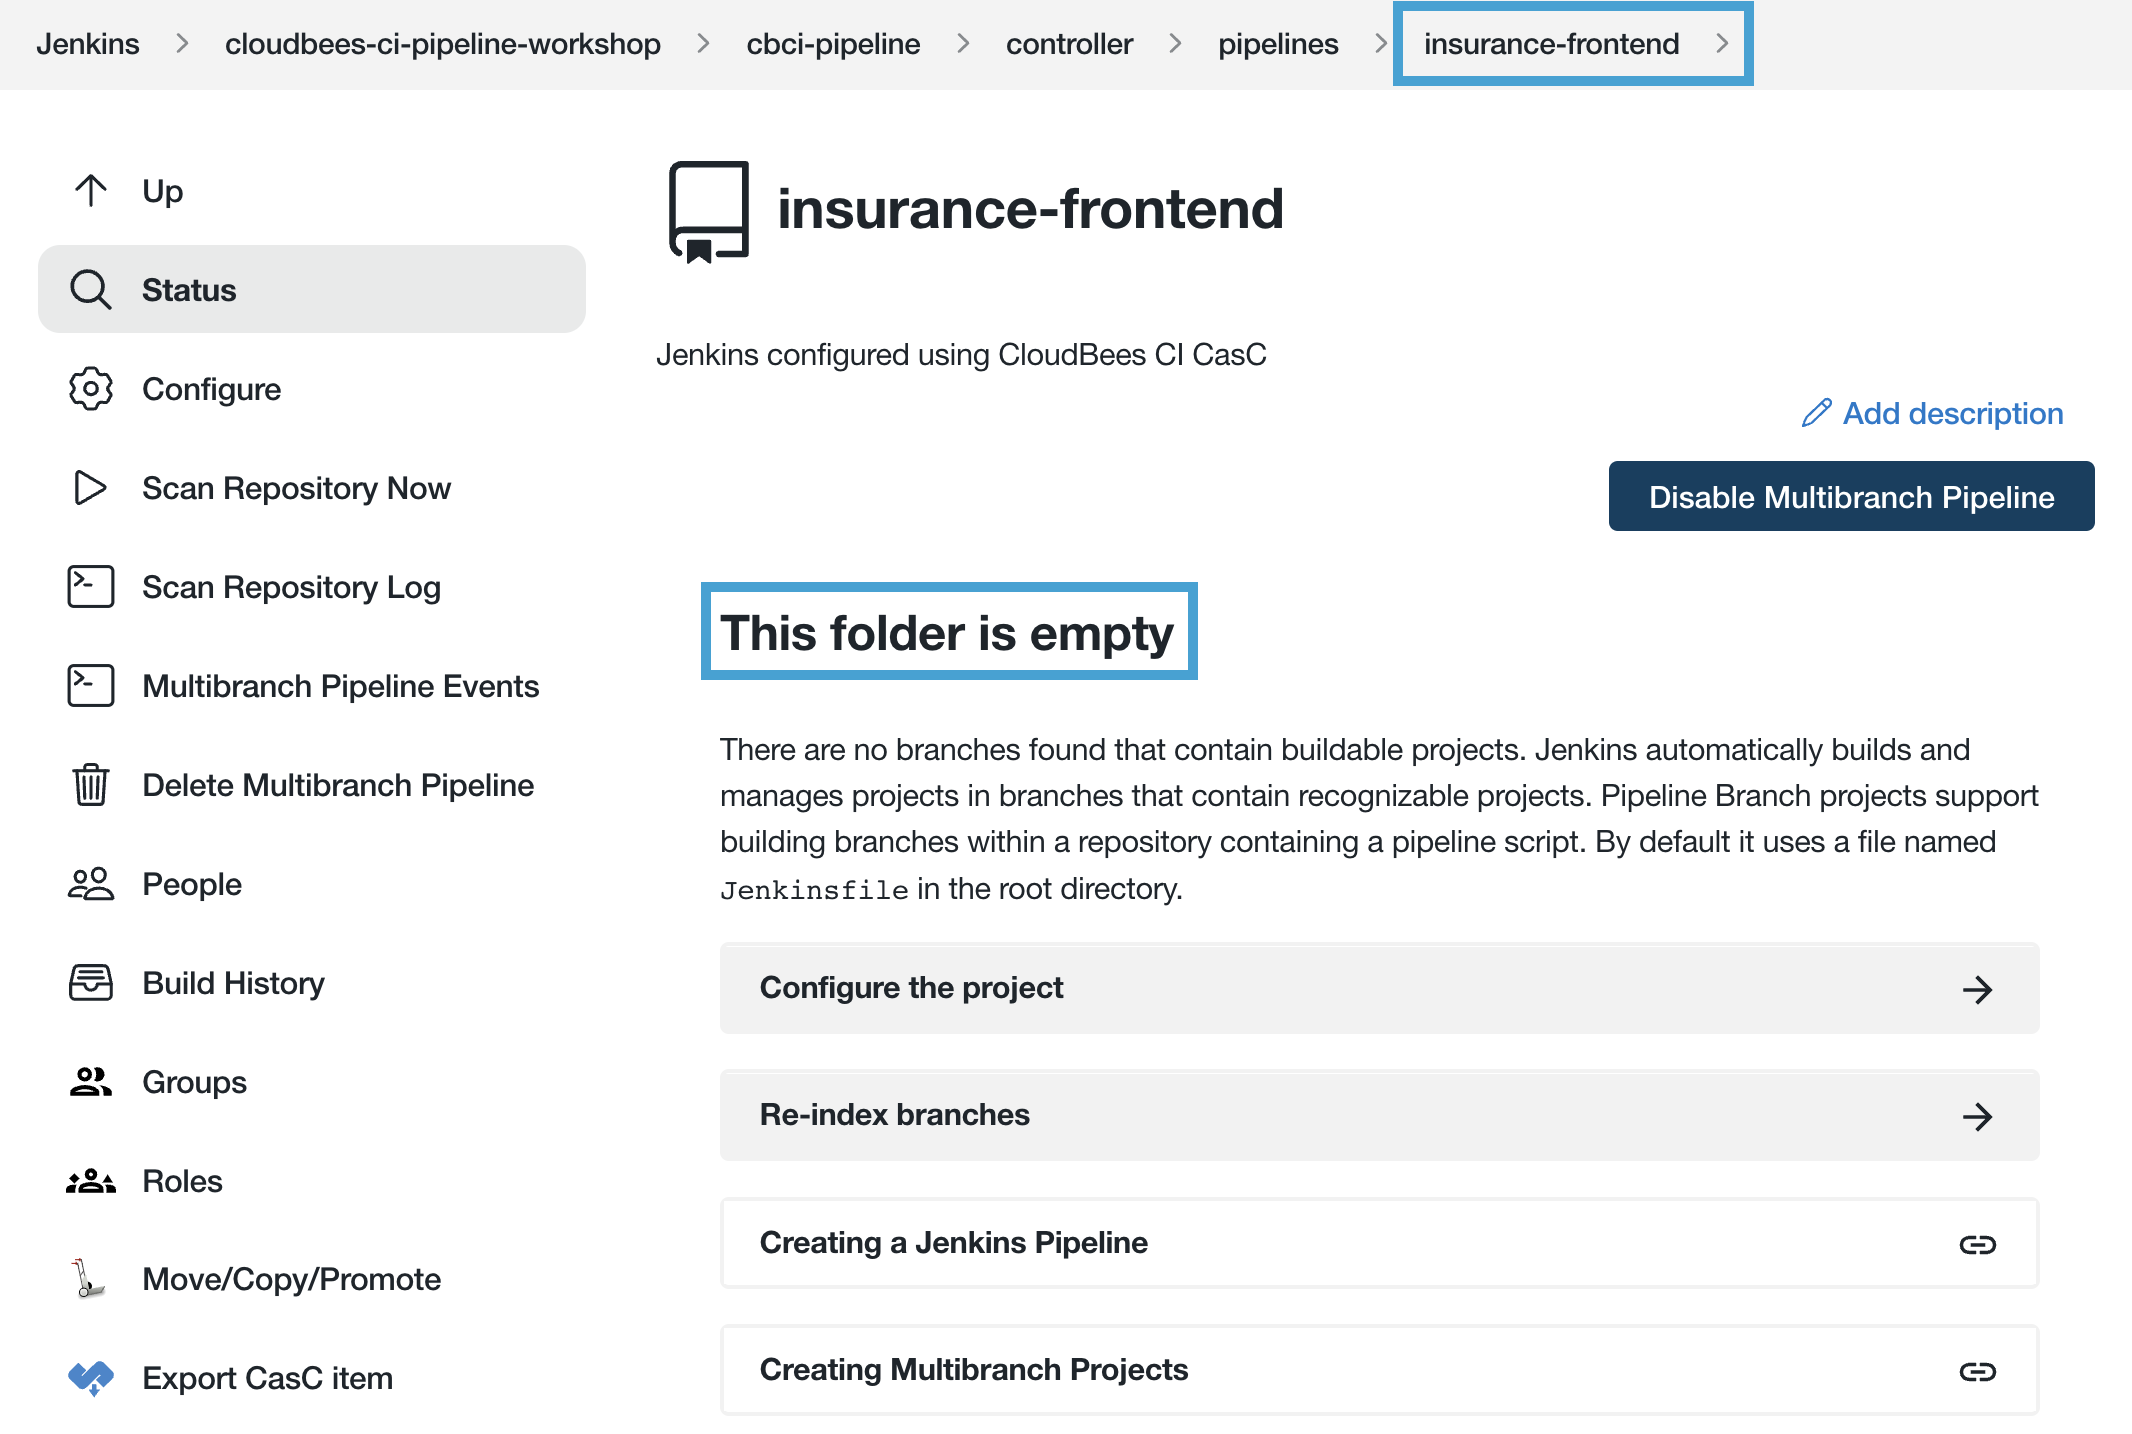 Jenkins > cloudbees-ci-pipeline-workshop > cbci-pipeline > controller > pipelines > insurance-frontend >
Up
Status
Configure
Scan Repository Now
Scan Repository Log
Multibranch Pipeline Events
Delete Multibranch Pipeline
People
Build History
Groups
Roles
Move/Copy/Promote
Export CasC item
insurance-frontend
Jenkins configured using CloudBees CI CasC
Add description
Disable Multibranch Pipeline
This folder is empty
There are no branches found that contain buildable projects. Jenkins automatically builds and
manages projects in branches that contain recognizable projects. Pipeline Branch projects support
building branches within a repository containing a pipeline script. By default it uses a file named
Jenkinsfile in the root directory.
Configure the project
Re-index branches
Creating a Jenkins Pipeline
Creating Multibranch Projects